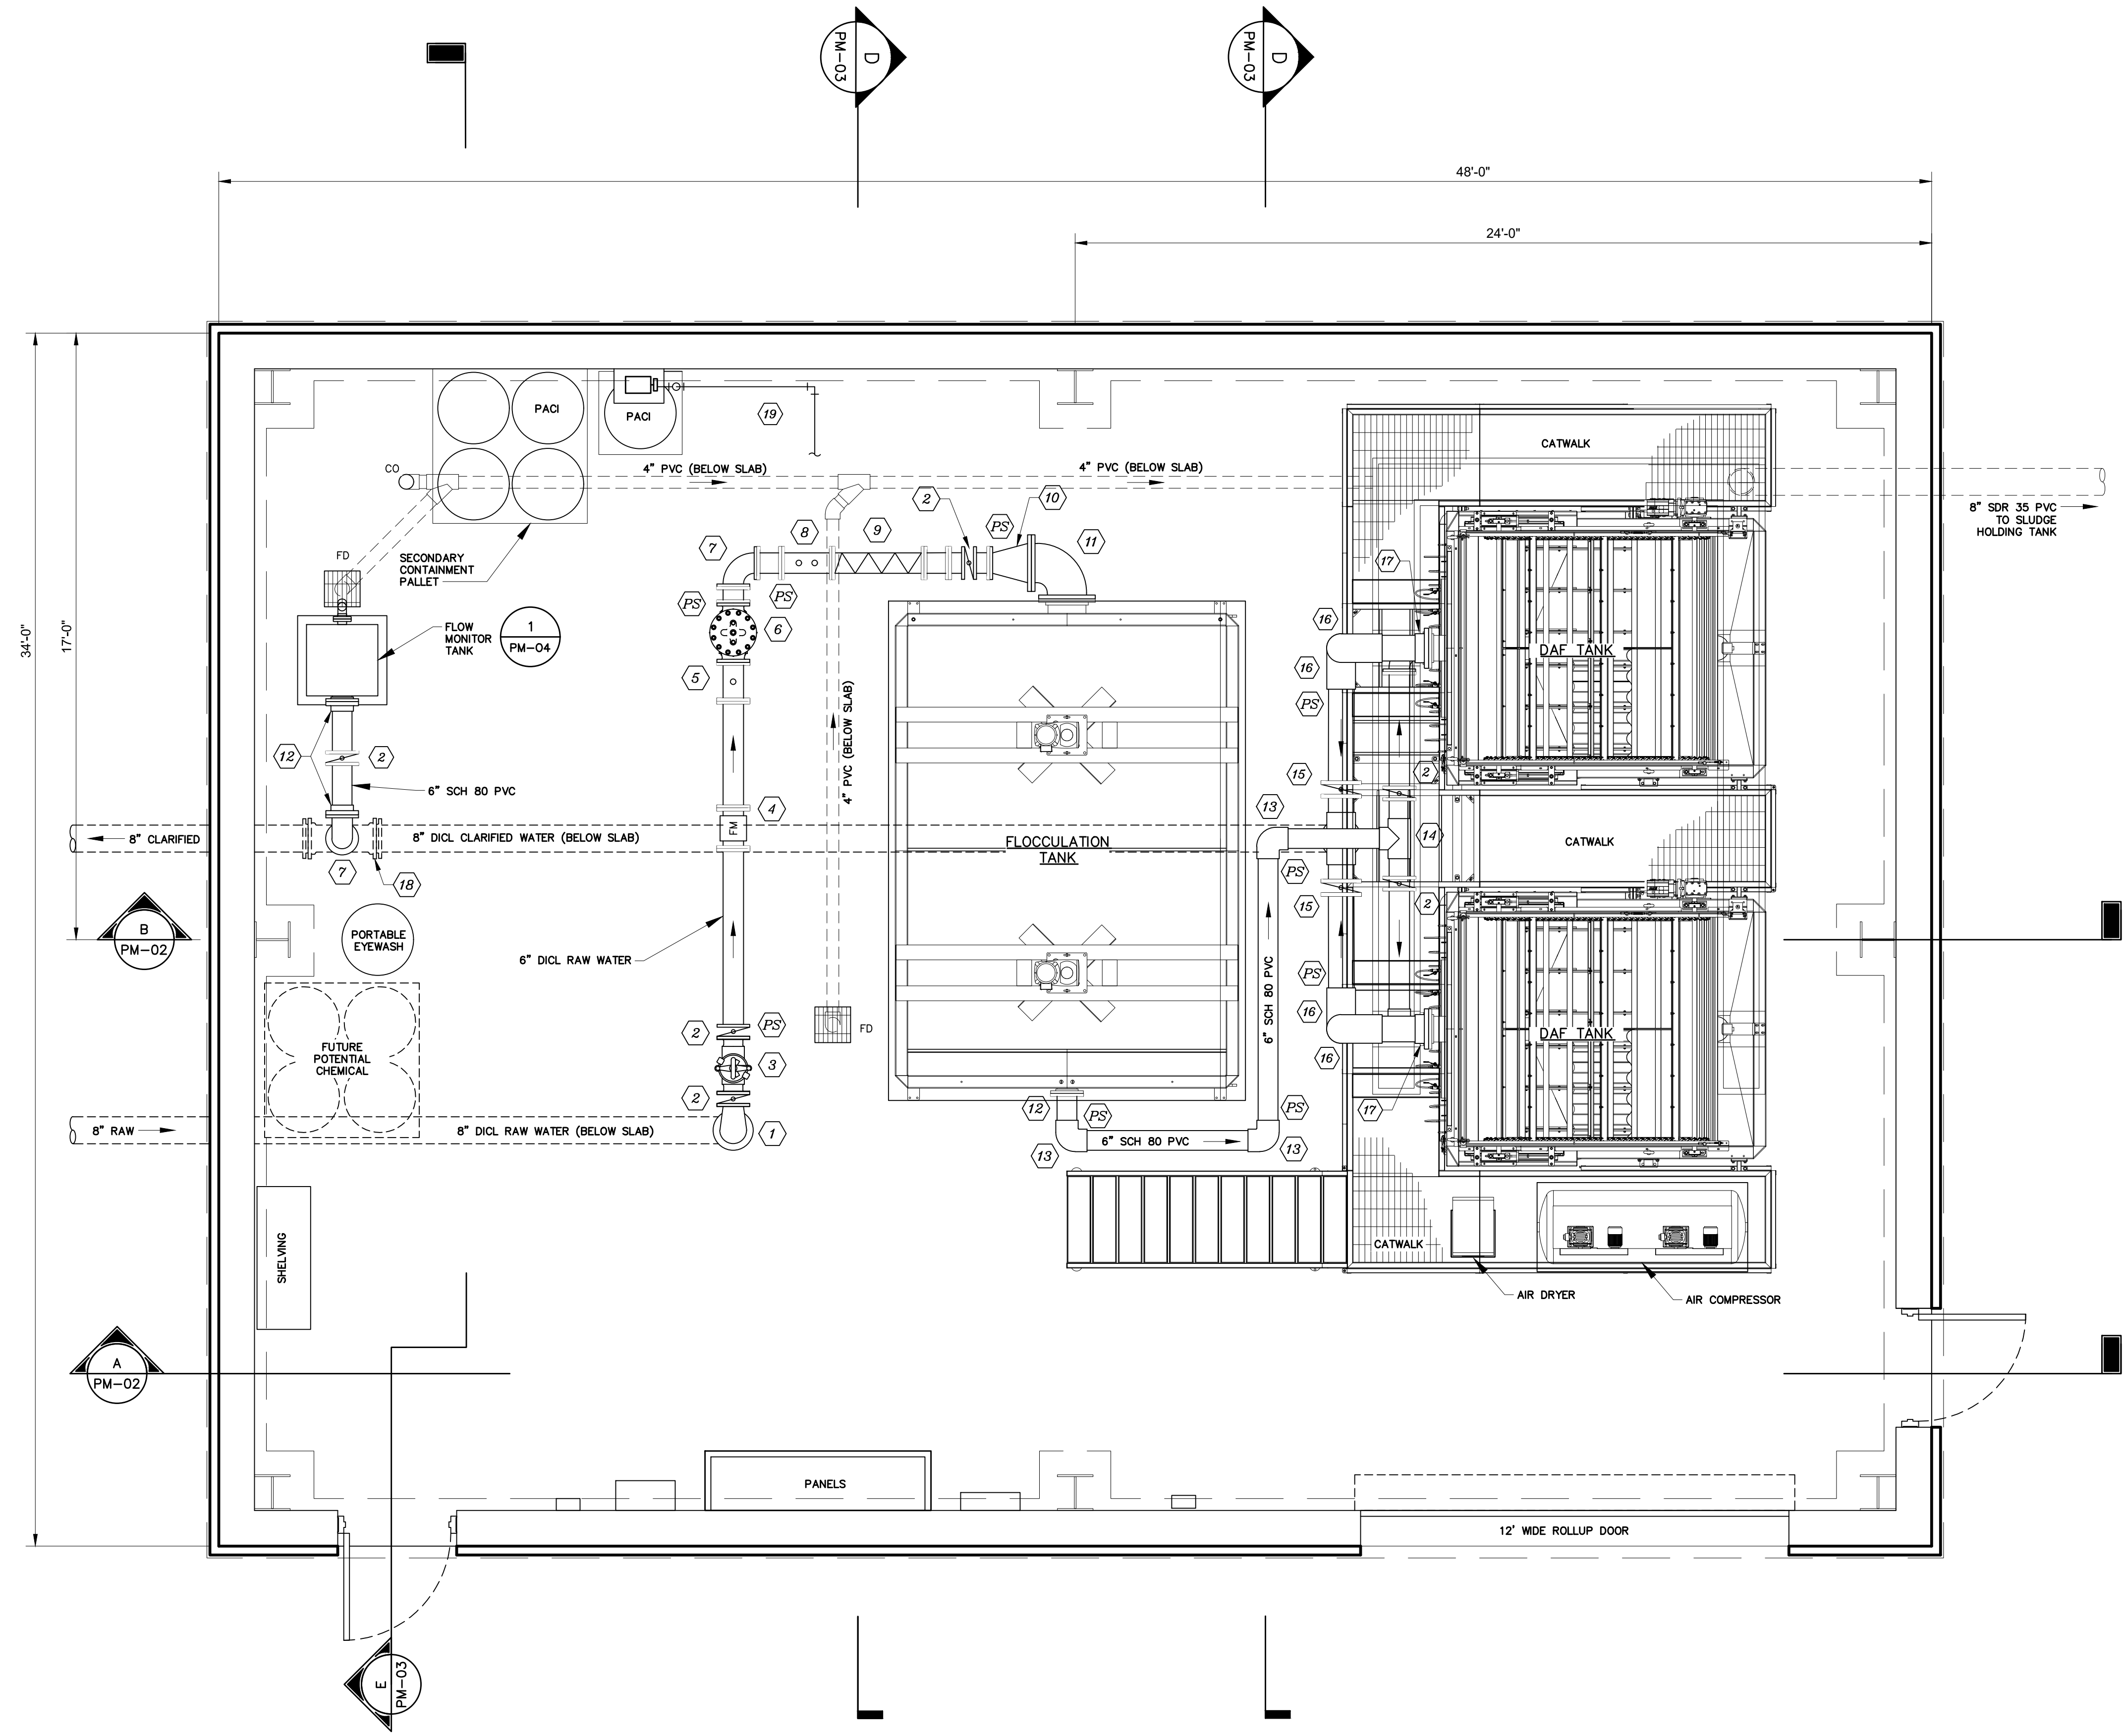 D
PM-03
D
PM-03
48'-0"
24'-0"
34'-0"
17'-0"
PACl
PACl
19
CATWALK
CO
4" PVC (BELOW SLAB)
4" PVC (BELOW SLAB)
8" SDR 35 PVC
TO SLUDGE
HOLDING TANK
2
PS
10
11
8
9
7
FD
SECONDARY
CONTAINMENT
PALLET
17
PS
PS
6
FLOW
MONITOR
TANK
1
PM-04
16
16
DAF TANK
5
PS
4" PVC (BELOW SLAB)
12
2
15
2
6" SCH 80 PVC
4
13
FM
14
8" CLARIFIED
8" DICL CLARIFIED WATER (BELOW SLAB)
FLOCCULATION
TANK
CATWALK
7
18
PS
15
2
B
PM-02
PORTABLE
EYEWASH
6" DICL RAW WATER
PS
6" SCH 80 PVC
16
2
PS
FD
DAF TANK
FUTURE
POTENTIAL
CHEMICAL
3
16
2
12
PS
PS
17
8" RAW
8" DICL RAW WATER (BELOW SLAB)
1
6" SCH 80 PVC
13
13
SHELVING
CATWALK
AIR DRYER
AIR COMPRESSOR
A
PM-02
PANELS
12' WIDE ROLLUP DOOR
E
PM-03